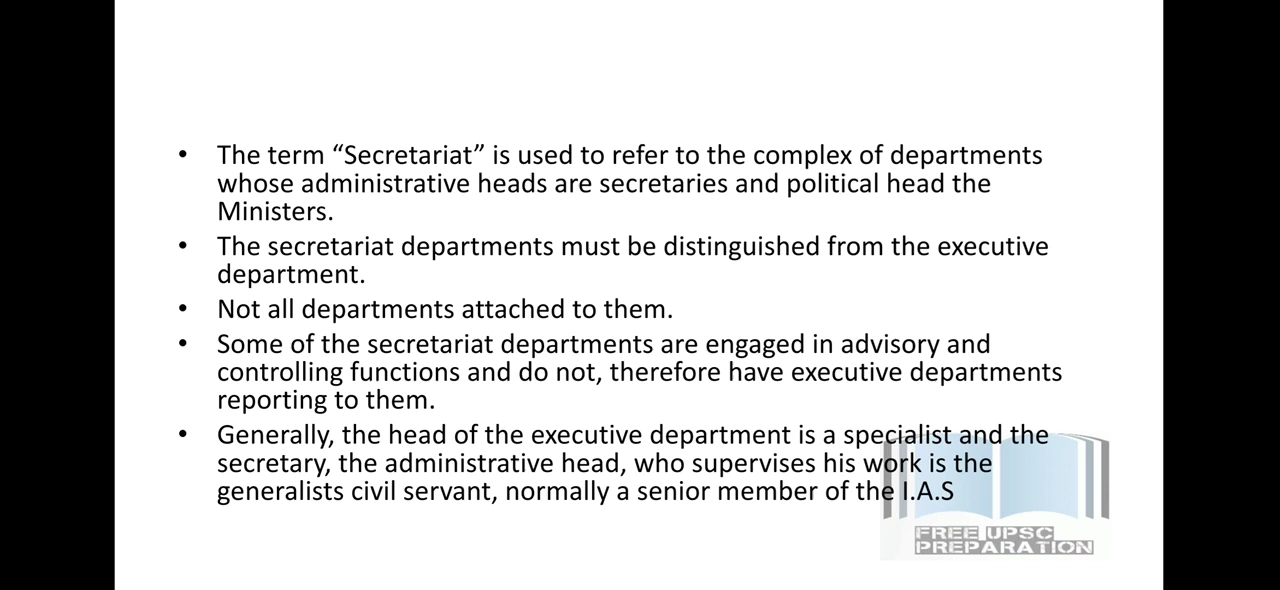 • The term “Secretariat” is used to refer to the complex of departments
whose administrative heads are secretaries and political head the
Ministers.
• The secretariat departments must be distinguished from the executive
department.
• Not all departments attached to them.
• Some of the secretariat departments are engaged in advisory and
controlling functions and do not, therefore have executive departments
reporting to them.
• Generally, the head of the executive department is a specialist and the
secretary, the administrative head, who supervises his work is the
generalists civil servant, normally a senior member of the I.A.S
FREE UPSC
PREPARATION